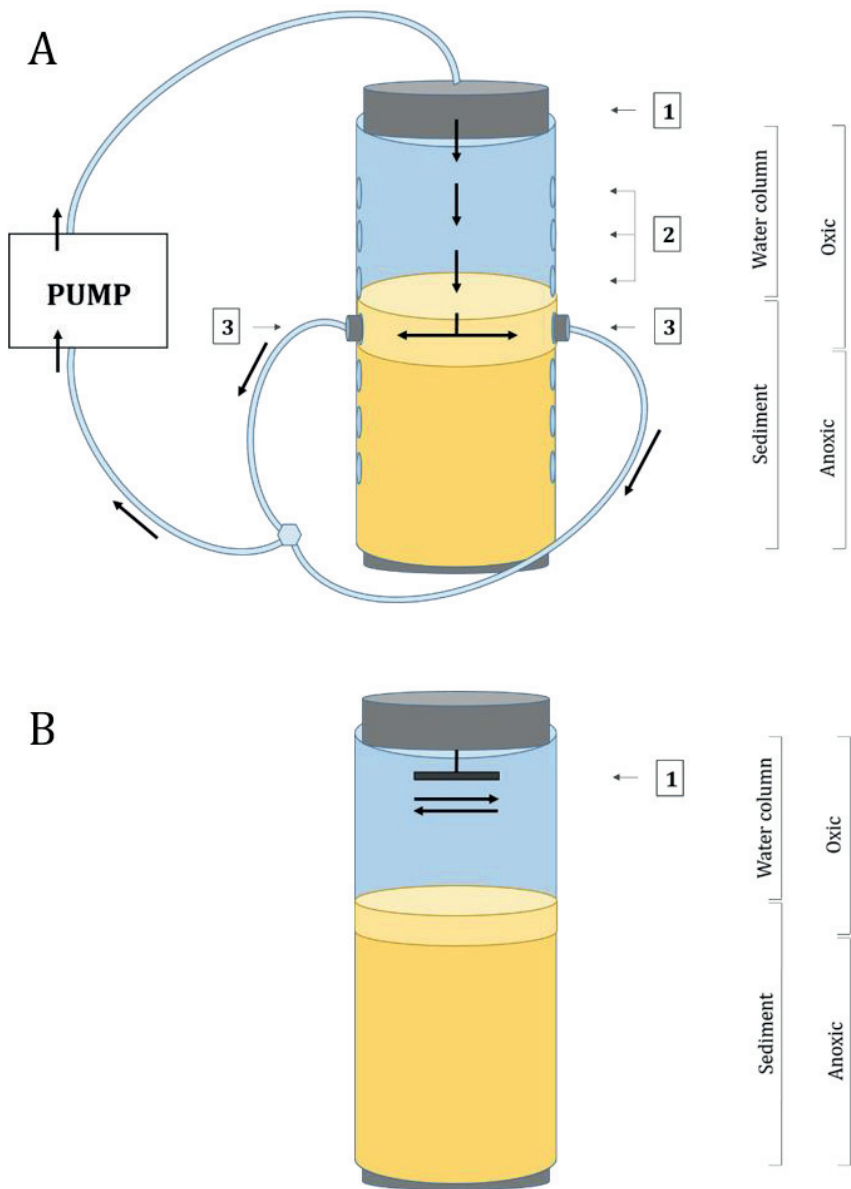 A
1
Water column
Oxic
2
PUMP
3
3
Sediment
Anoxic
B
1
Water column
Oxic
Sediment
Anoxic